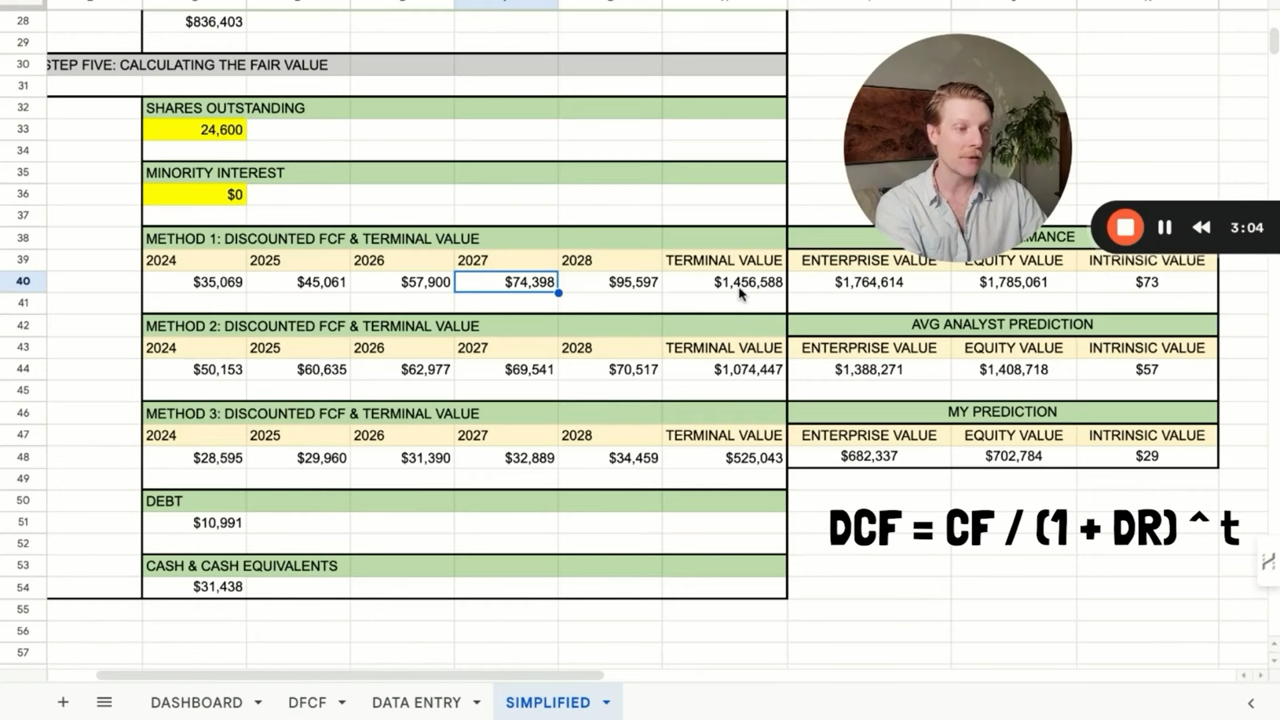 28 $836,403
29
30 STEP FIVE: CALCULATING THE FAIR VALUE
31
32 SHARES OUTSTANDING
33 24,600
34
35 MINORITY INTEREST
36 $0
37
38 METHOD 1: DISCOUNTED FCF & TERMINAL VALUE
3:04
39 2024 2025 2026 2027 2028 TERMINAL VALUE ENTERPRISE VALUE EQUITY VALUE INTRINSIC VALUE
40 $35,069 $45,061 $57,900 $74,398 $95,597 $1,456,588 $1,764,614 $1,785,061 $73
41
42 METHOD 2: DISCOUNTED FCF & TERMINAL VALUE AVG ANALYST PREDICTION
43 2024 2025 2026 2027 2028 TERMINAL VALUE ENTERPRISE VALUE EQUITY VALUE INTRINSIC VALUE
44 $50,153 $60,635 $62,977 $69,541 $70,517 $1,074,447 $1,388,271 $1,408,718 $57
45
46 METHOD 3: DISCOUNTED FCF & TERMINAL VALUE MY PREDICTION
47 2024 2025 2026 2027 2028 TERMINAL VALUE ENTERPRISE VALUE EQUITY VALUE INTRINSIC VALUE
48 $28,595 $29,960 $31,390 $32,889 $34,459 $525,043 $682,337 $702,784 $29
49
50 DEBT
51 $10,991
DCF = CF / (1 + DR) ^ t
52
53 CASH & CASH EQUIVALENTS
54 $31,438
55
56
57
DASHBOARD DFCF DATA ENTRY SIMPLIFIED